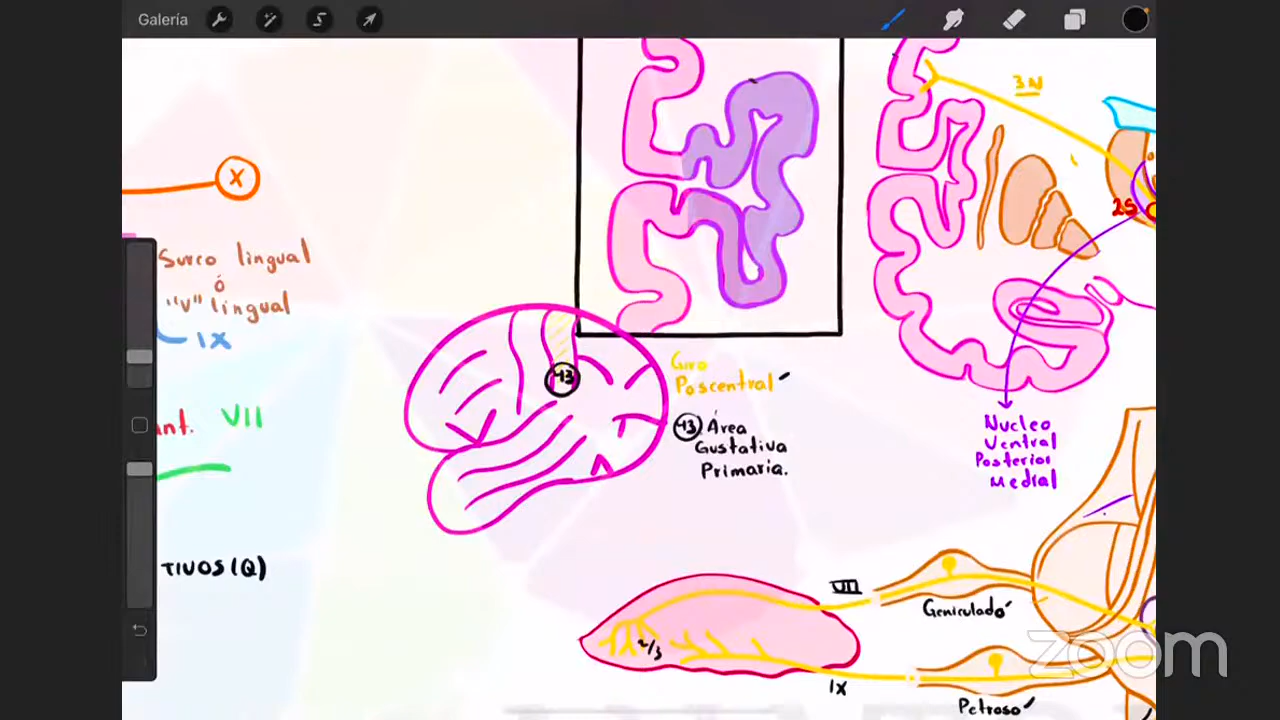 Galería
3N
X
2S
Surco lingual
ó
"V" lingual
IX
43
Giro
Poscentral
43 Área
Gustativa
Primaria.
ant. VII
Nucleo
Ventral
Posterior
Medial
TIVOS(Q)
VII
Geniculado
2/3
IX
Petroso
zoom